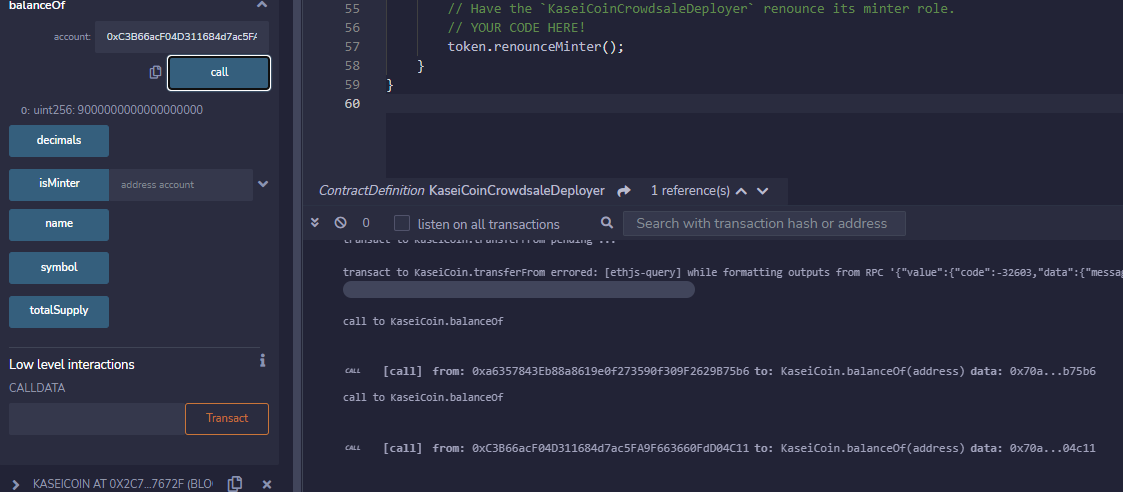 balanceOf
account:
0xC3B66acF04D311684d7ac5FA
call
0: uint256: 9000000000000000000
decimals
isMinter
address account
name
symbol
totalSupply
Low level interactions
i
CALLDATA
Transact
KASEICOIN AT 0X2C7...7672F (BLO
55 // Have the `KaseiCoinCrowdsaleDeployer` renounce its minter role.
56 // YOUR CODE HERE!
57 token.renounceMinter();
58 }
59 }
60
ContractDefinition KaseiCoinCrowdsaleDeployer 1 reference(s)
0 listen on all transactions Search with transaction hash or address
transact to KaseiCoin.transferFrom pending ...
transact to KaseiCoin.transferFrom errored: [ethjs-query] while formatting outputs from RPC '{"value":{"code":-32603,"data":{"messag
call to KaseiCoin.balanceOf
CALL [call] from: 0xa6357843Eb88a8619e0f273590f309F2629B75b6 to: KaseiCoin.balanceOf(address) data: 0x70a...b75b6
call to KaseiCoin.balanceOf
CALL [call] from: 0xC3B66acF04D311684d7ac5FA9F663660FdD04C11 to: KaseiCoin.balanceOf(address) data: 0x70a...04c11